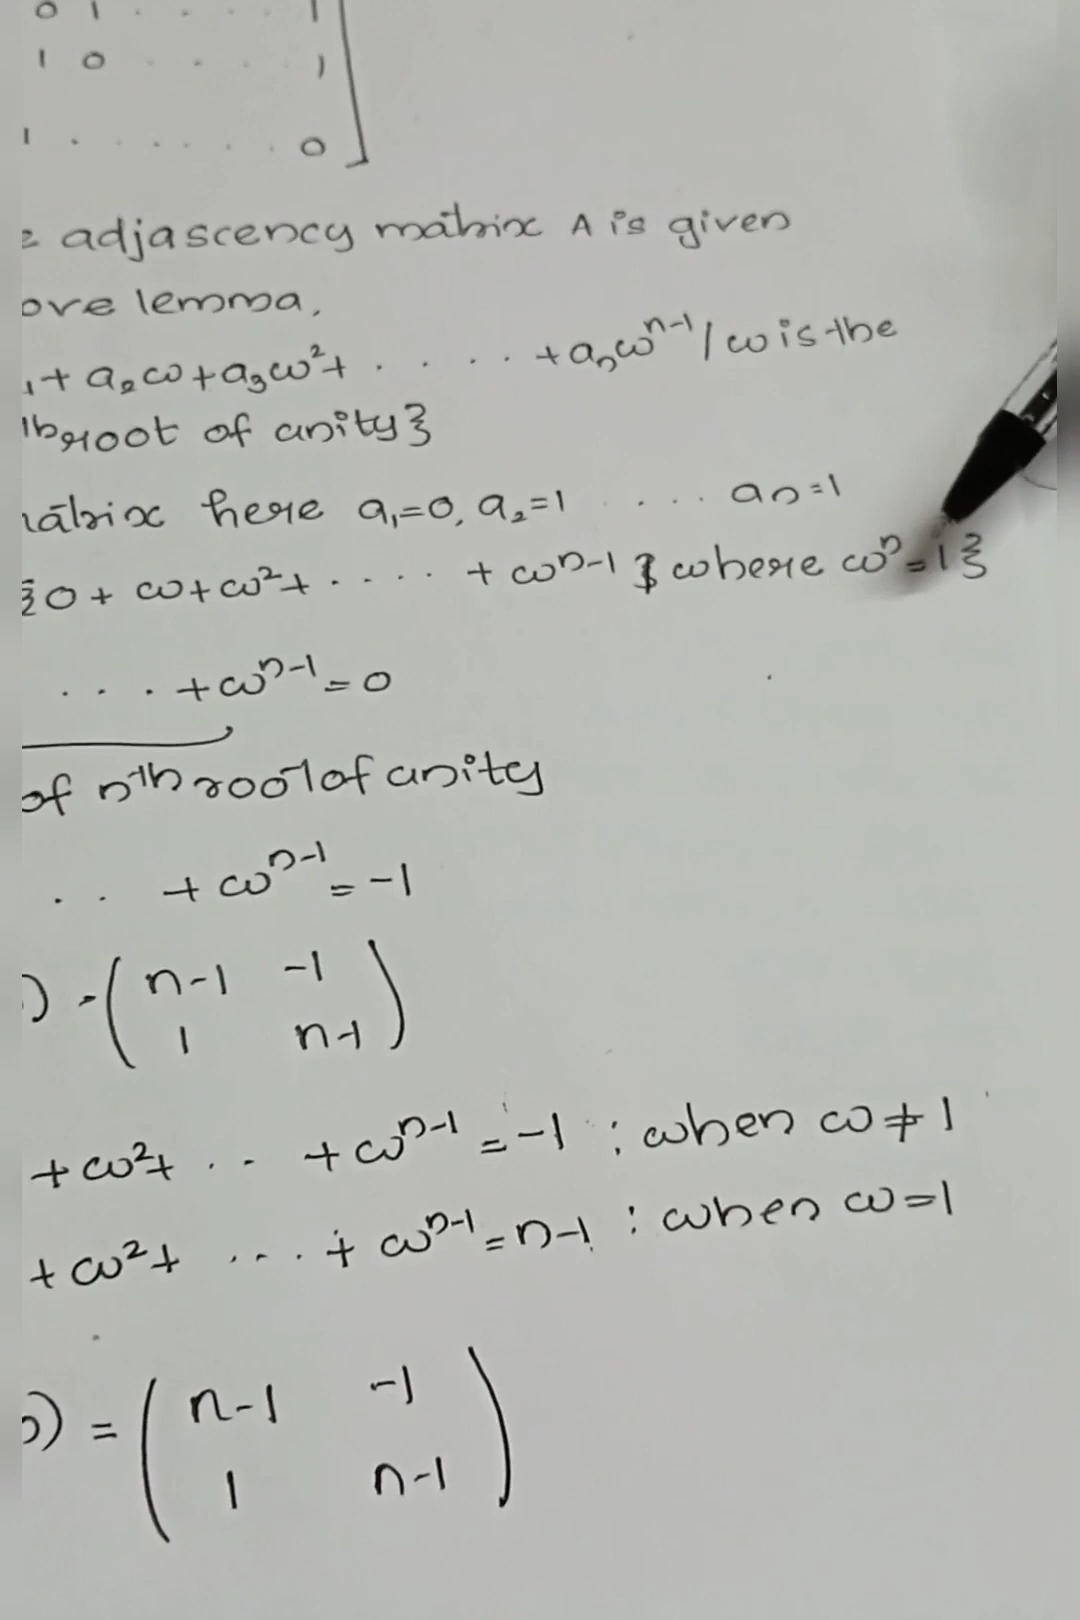 0 1 . . . . 1
1 0 . . . . 1
1 . . . . . . . 0
adjascency matrix A is given
ove lemma,
+ a₂ω + a₃ω² + . . . . . + aₙωⁿ⁻¹ / ω is the
th root of unity}
matrix here a₁=0, a₂=1 . . . . an=1
{0 + ω + ω² + . . . . . + ωⁿ⁻¹ } where ωⁿ=1}
. . . . + ωⁿ⁻¹ = 0
of nth root of unity
. . + ωⁿ⁻¹ = -1
) - ( n-1 -1
1 n-1 )
+ ω² + . . . + ωⁿ⁻¹ = -1 : when ω ≠ 1
+ ω² + . . . . + ωⁿ⁻¹ = n-1 : when ω = 1
) = ( n-1 -1
1 n-1 )